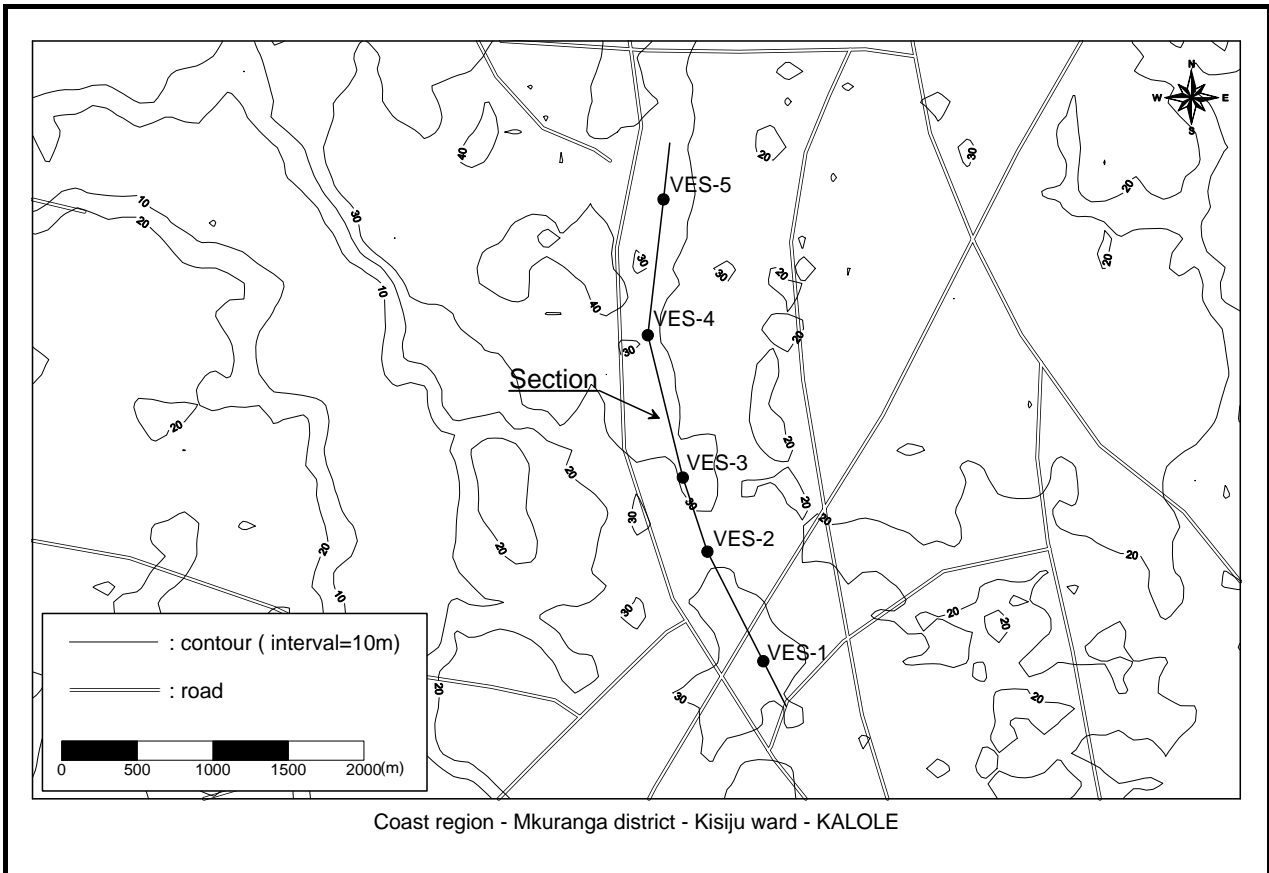 N
W E
S
40
20
30
20
10
20
30
VES-5
20
30
30
20
10
40
VES-4
20
30
Section
20
20
VES-3
20
30
20
30
20
20
20
VES-2
20
10
30
20
20
VES-1
: contour ( interval=10m)
: road
20
30
20
0 500 1000 1500 2000(m)
Coast region - Mkuranga district - Kisiju ward - KALOLE